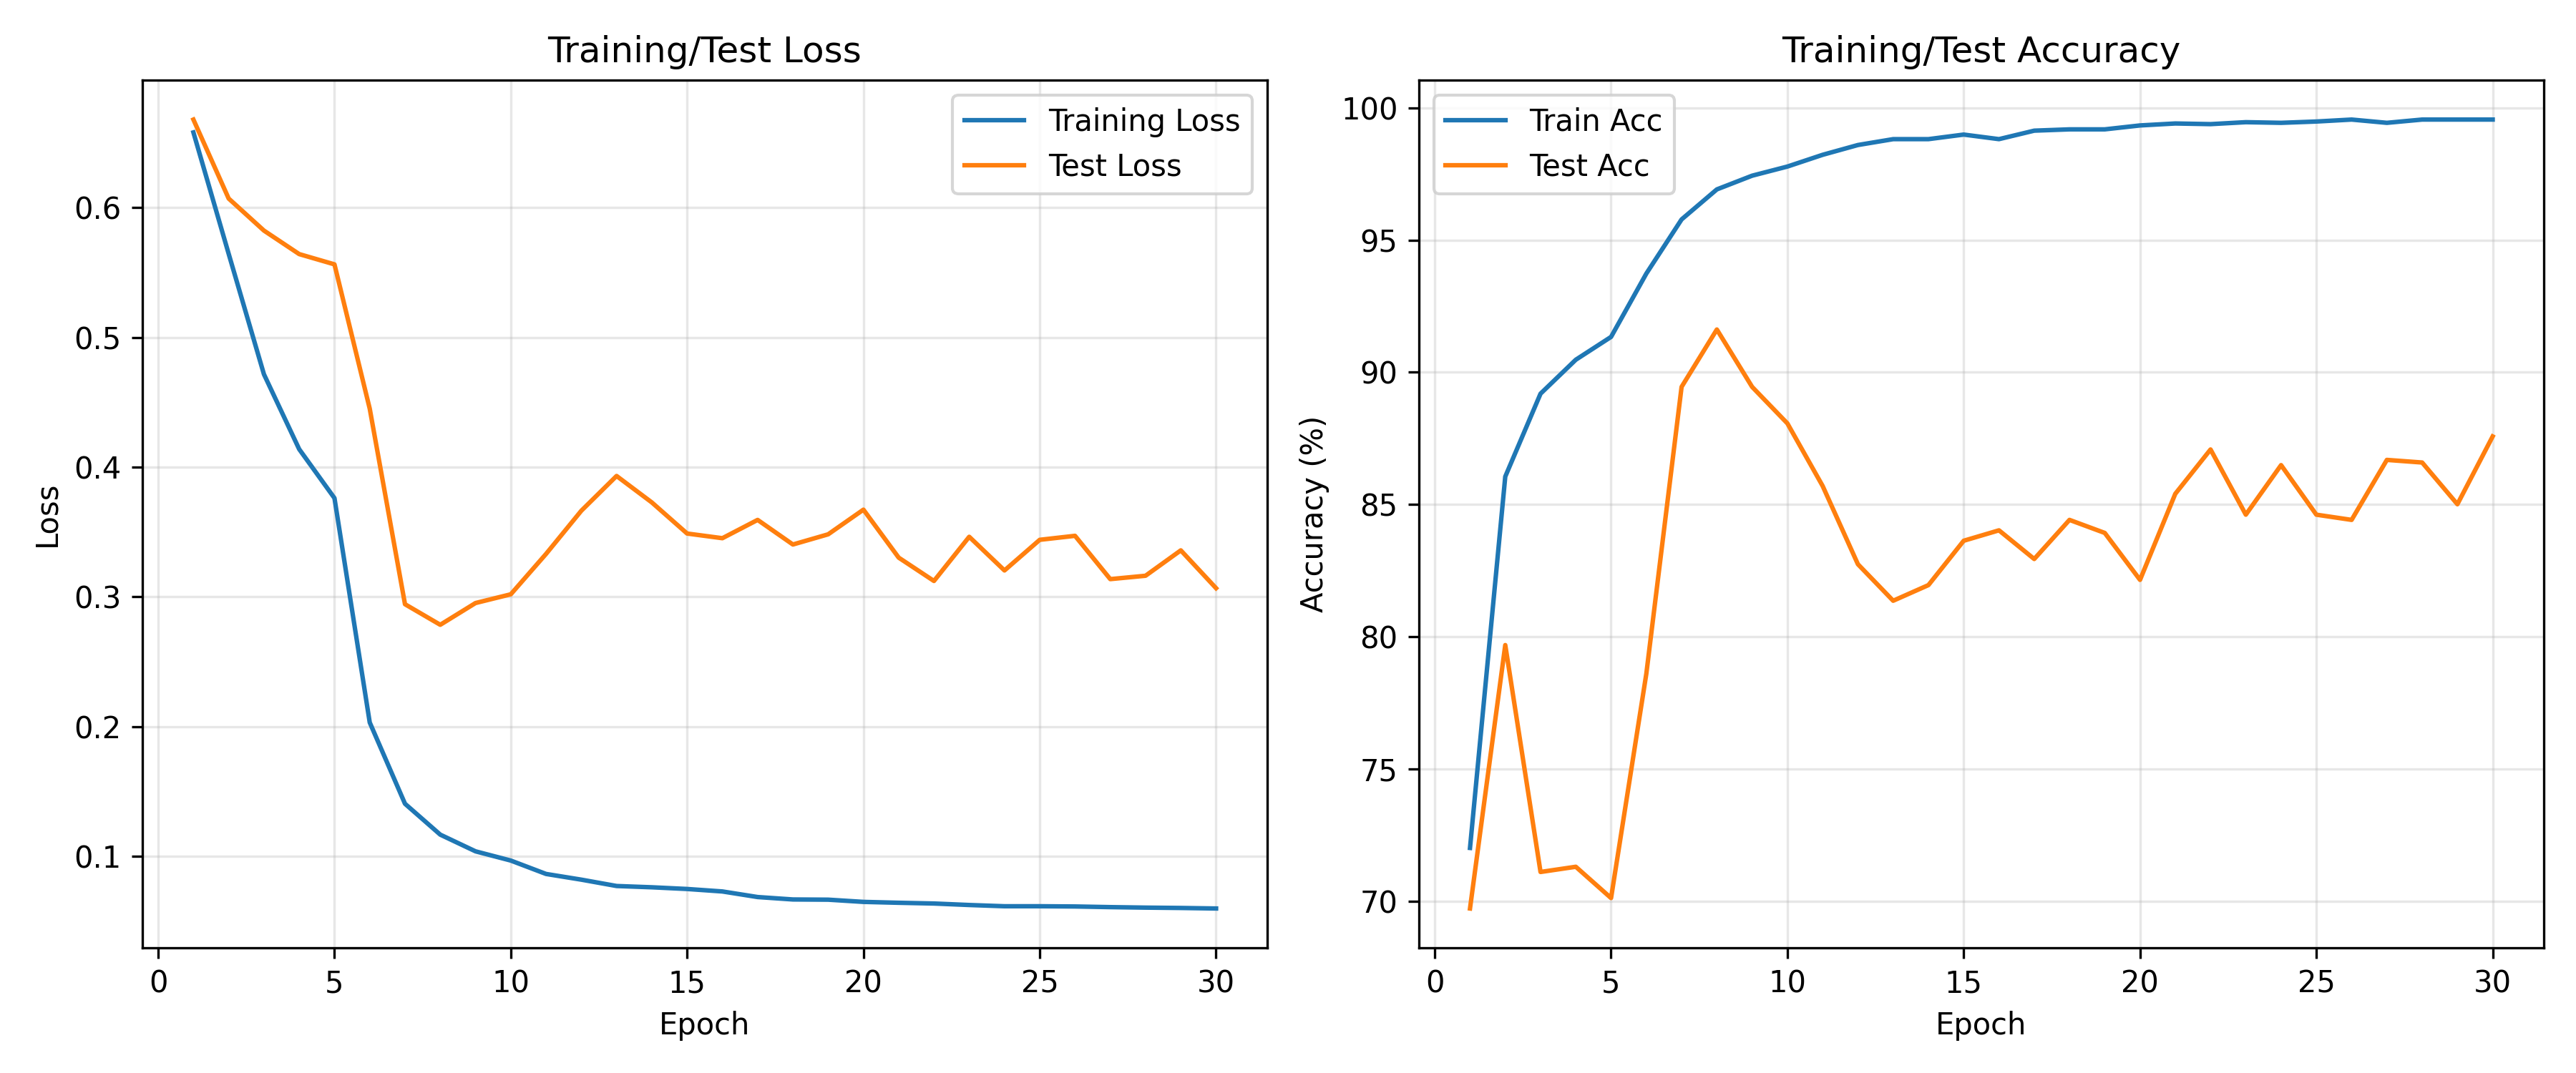 Training/Test Loss
Training Loss
Test Loss
0.6
0.5
0.4
0.3
0.2
0.1
Loss
0 5 10 15 20 25 30
Epoch
Training/Test Accuracy
Train Acc
Test Acc
100
95
90
85
80
75
70
Accuracy (%)
0 5 10 15 20 25 30
Epoch